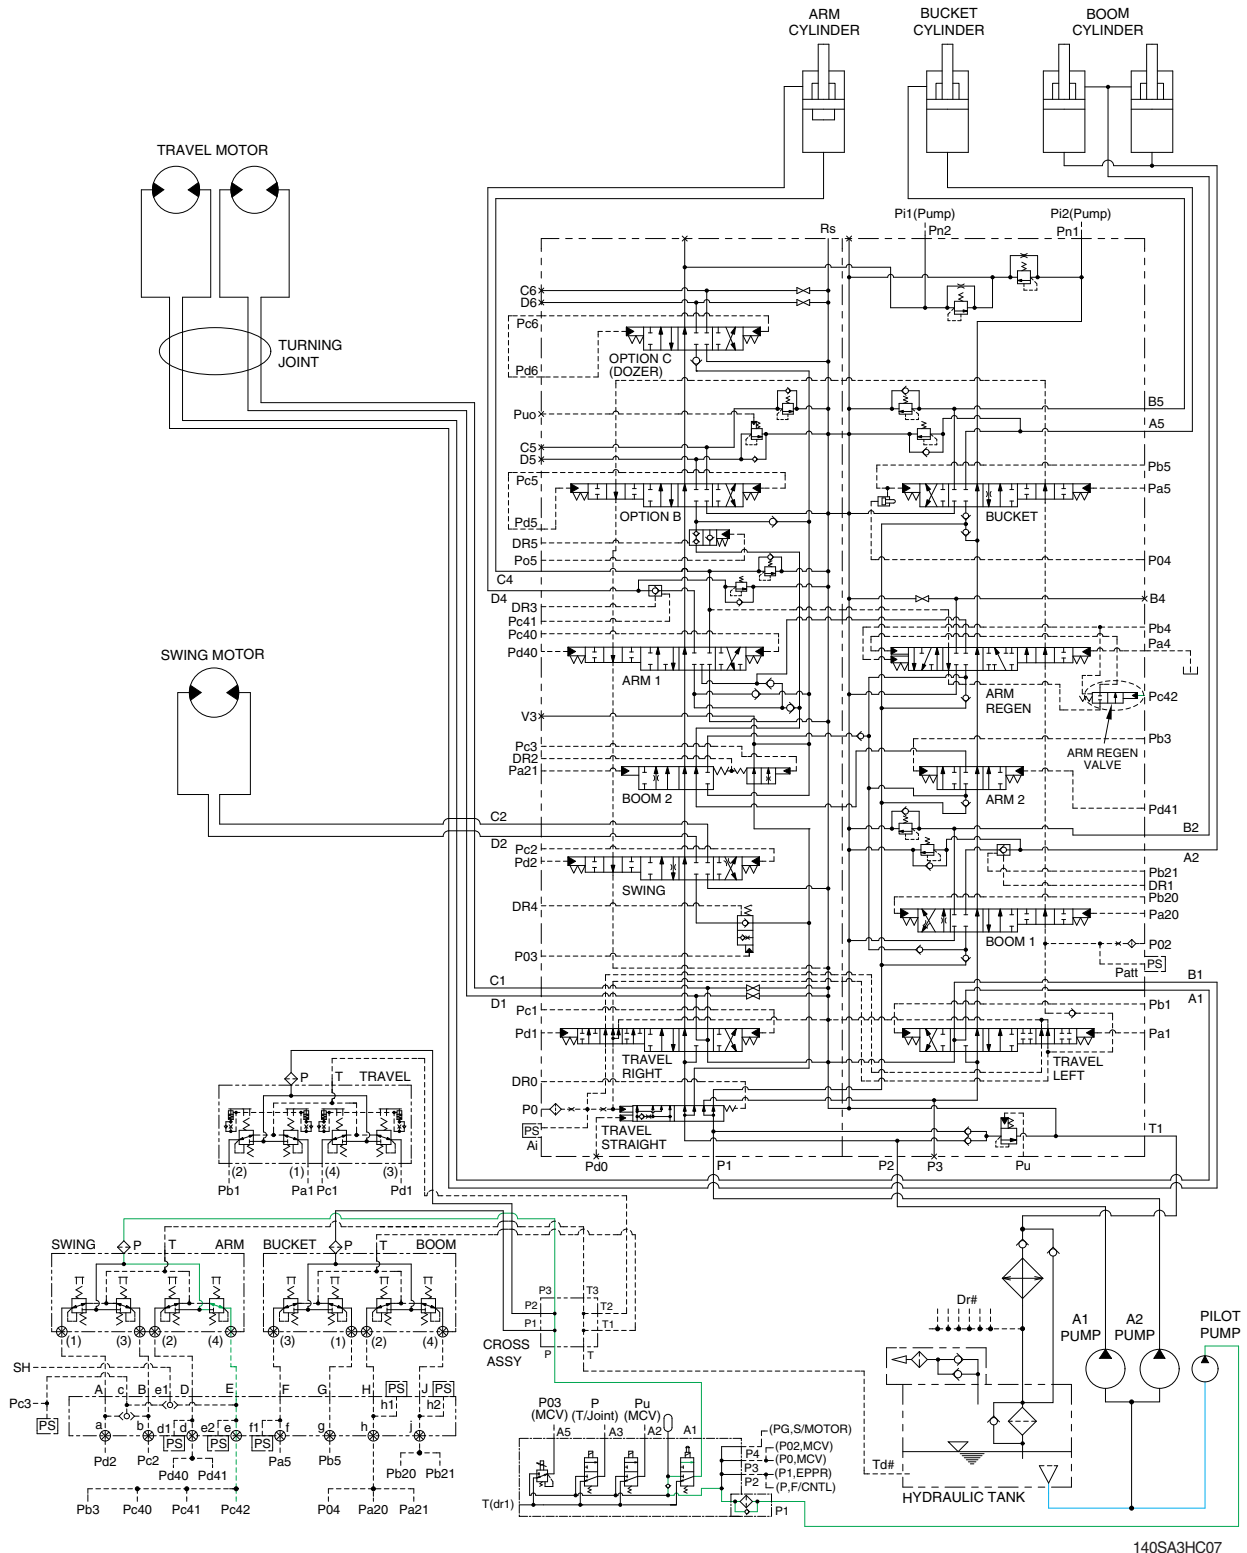 ARM
CYLINDER
BUCKET
CYLINDER
BOOM
CYLINDER
TRAVEL MOTOR
TURNING
JOINT
Pi1(Pump)
Pn2
Pi2(Pump)
Pn1
Rs
C6
D6
Pc6
OPTION C
(DOZER)
Pd6
Puo
C5
D5
Pc5
Pd5
OPTION B
DR5
Po5
B5
A5
Pb5
Pa5
BUCKET
P04
C4
D4
DR3
Pc41
Pc40
Pd40
ARM 1
B4
Pb4
Pa4
ARM
REGEN
Pc42
ARM REGEN
VALVE
SWING MOTOR
V3
Pc3
DR2
Pa21
BOOM 2
Pb3
ARM 2
Pd41
C2
D2
Pc2
Pd2
SWING
B2
A2
Pb21
DR1
Pb20
Pa20
BOOM 1
DR4
P03
P02
PS
Patt
C1
D1
Pc1
Pd1
TRAVEL
RIGHT
B1
A1
Pb1
Pa1
TRAVEL
LEFT
DR0
P0
PS
Ai
TRAVEL
STRAIGHT
Pd0
P1
P2
P3
Pu
T1
P
T
TRAVEL
(2)
(1)
(4)
(3)
Pb1
Pa1
Pc1
Pd1
SWING
P
T
ARM
BUCKET
P
T
BOOM
(1)
(3)
(2)
(4)
(3)
(1)
(2)
(4)
P3
T3
P2
T2
P1
T1
CROSS
ASSY
P
T
SH
Pc3
PS
A
c
B
e1
D
E
F
G
H
PS
J
PS
h1
h2
a
b
d1
d
e2
e
f1
f
g
h
j
PS
PS
PS
Pd2
Pc2
Pd40
Pd41
Pa5
Pb5
Pb20
Pb21
Pb3
Pc40
Pc41
Pc42
P04
Pa20
Pa21
P03
(MCV)
P
(T/Joint)
Pu
(MCV)
A5
A3
A2
A1
T(dr1)
P4
P3
P2
P1
(PG,S/MOTOR)
(P02,MCV)
(P0,MCV)
(P1,EPPR)
(P,F/CNTL)
Dr#
Td#
HYDRAULIC TANK
A1
PUMP
A2
PUMP
PILOT
PUMP
140SA3HC07